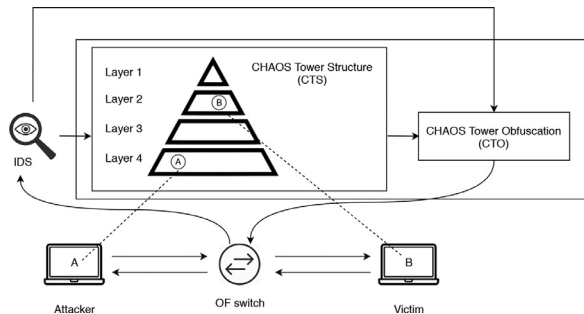 Layer 1
CHAOS Tower Structure
(CTS)
Layer 2
B
Layer 3
Layer 4
A
IDS
CHAOS Tower Obfuscation
(CTO)
A
B
Attacker
OF switch
Victim